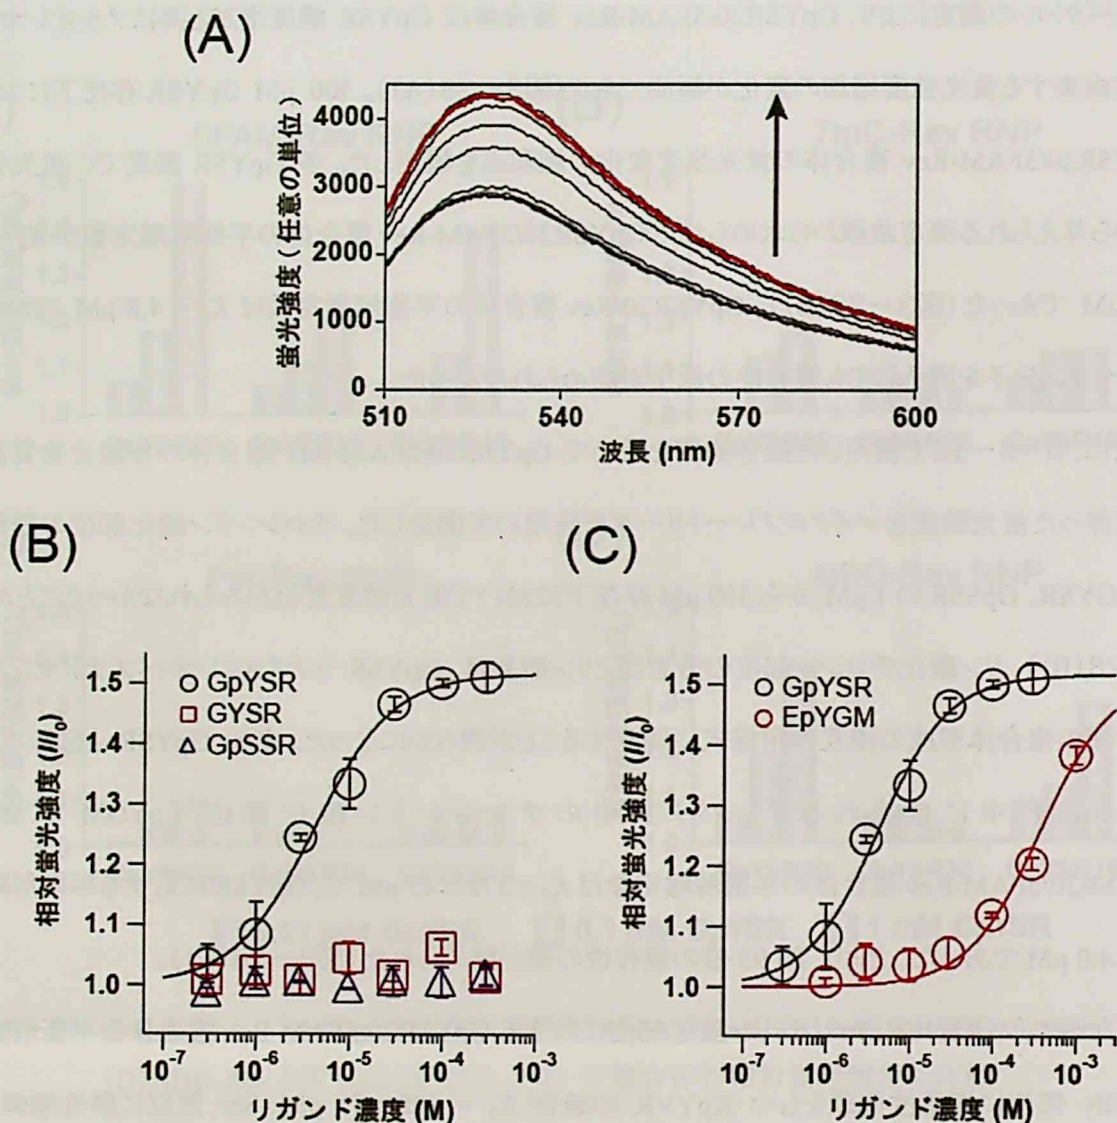 (A)
蛍光強度 (任意の単位)
4000
3000
2000
1000
0
510
540
570
600
波長 (nm)
(B)
相対蛍光強度 (I/I₀)
1.5
1.4
1.3
1.2
1.1
1.0
GpYSR
GYSR
GpSSR
10⁻⁷
10⁻⁶
10⁻⁵
10⁻⁴
10⁻³
リガンド濃度 (M)
(C)
相対蛍光強度 (I/I₀)
1.5
1.4
1.3
1.2
1.1
1.0
GpYSR
EpYGM
10⁻⁷
10⁻⁶
10⁻⁵
10⁻⁴
10⁻³
リガンド濃度 (M)